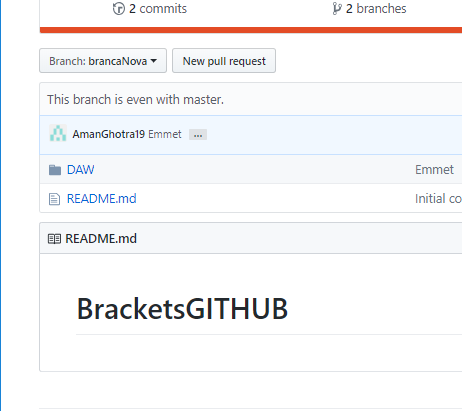 2 commits
2 branches
Branch: brancaNova
New pull request
This branch is even with master.
AmanGhotra19 Emmet ...
DAW
Emmet
README.md
Initial co
README.md
BracketsGITHUB